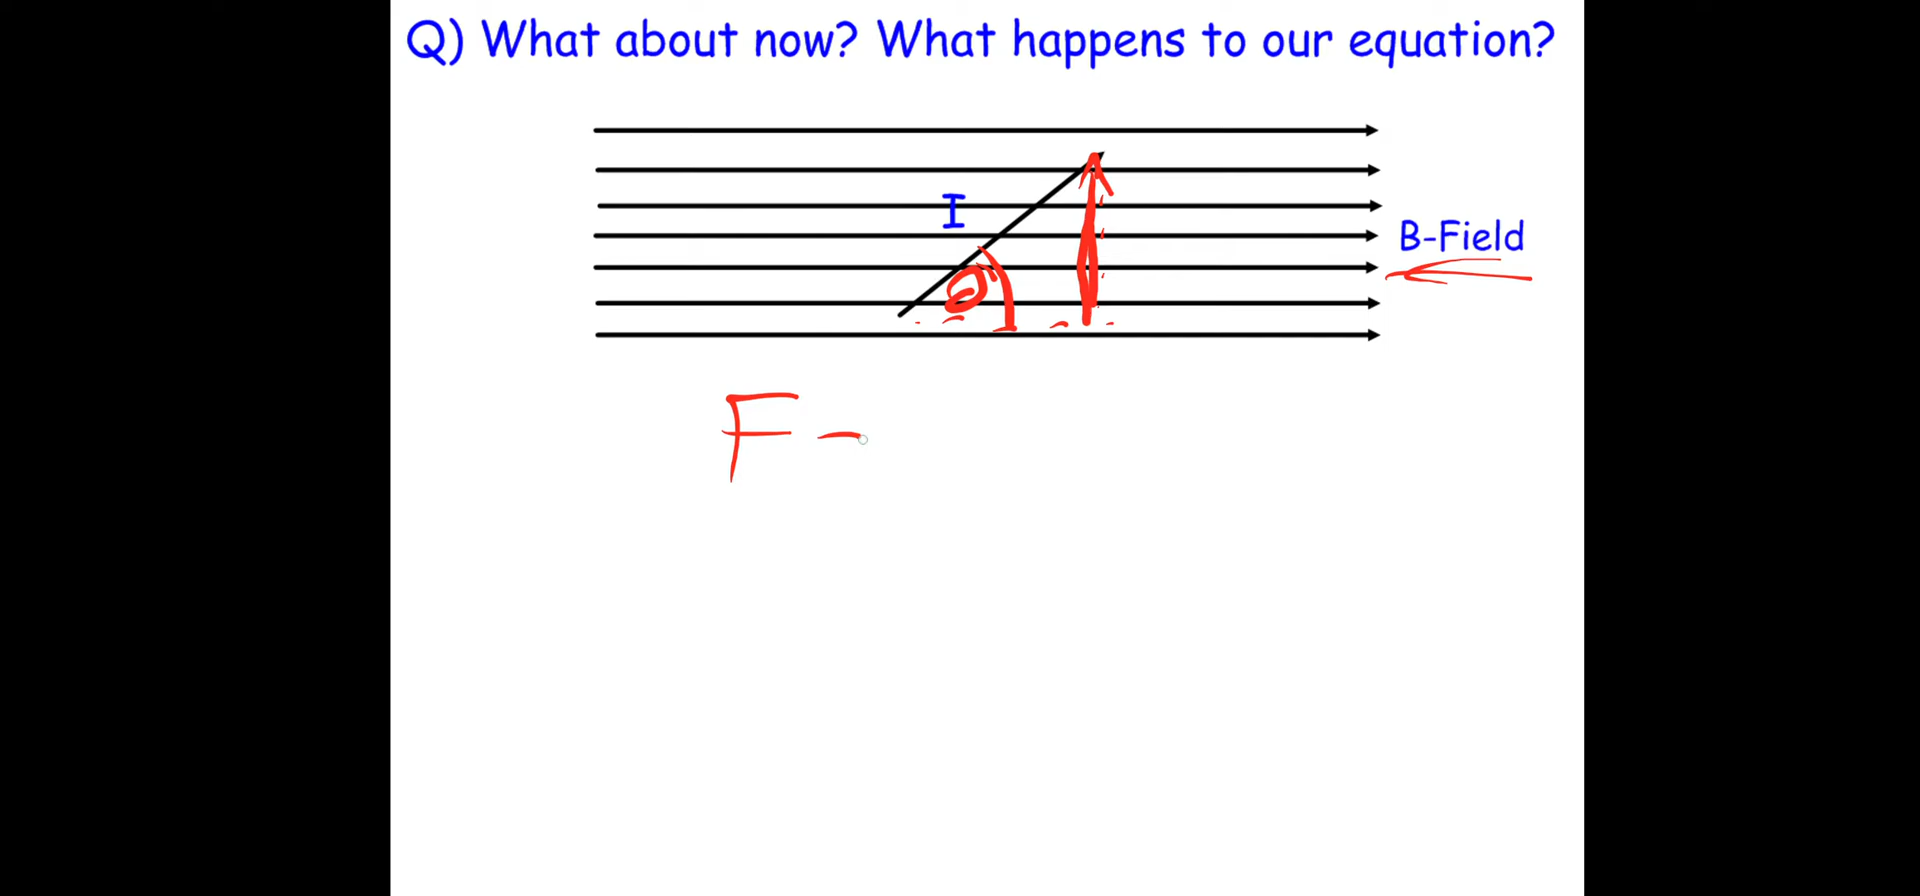 Q) What about now? What happens to our equation?
I
B-Field
θ
F -